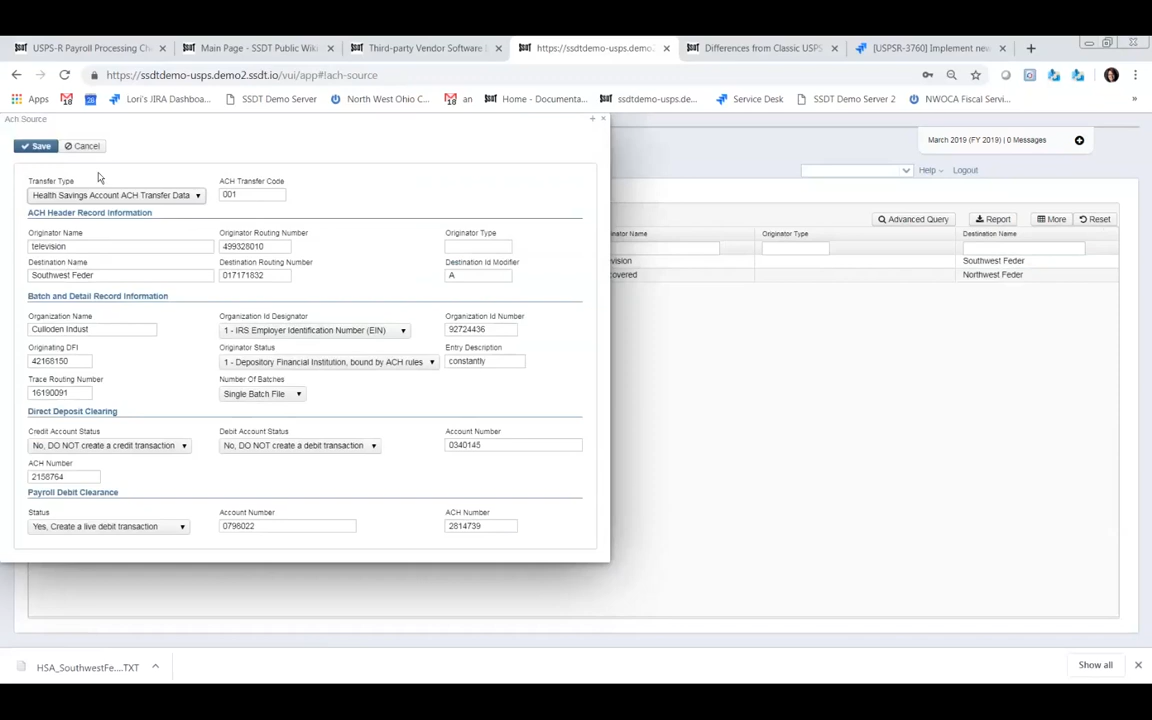 USPS-R Payroll Processing Ch
Main Page - SSDT Public Wiki
Third-party Vendor Software L
https://ssdtdemo-usps.demo2.
Differences from Classic USPS
[USPSR-3760] Implement new
https://ssdtdemo-usps.demo2.ssdt.io/vui/app#!ach-source
Apps
Lori's JIRA Dashboa...
SSDT Demo Server
North West Ohio C...
an
Home - Documenta...
ssdtdemo-usps.de...
Service Desk
SSDT Demo Server 2
NWOCA Fiscal Servi...
Ach Source
Save Cancel
March 2019 (FY 2019) | 0 Messages
Help Logout
Transfer Type ACH Transfer Code
Health Savings Account ACH Transfer Data 001
ACH Header Record Information
Originator Name Originator Routing Number Originator Type
television 499328010
Destination Name Destination Routing Number Destination Id Modifier
Southwest Feder 017171832 A
Batch and Detail Record Information
Organization Name Organization Id Designator Organization Id Number
Culloden Indust 1 - IRS Employer Identification Number (EIN) 92724436
Originating DFI Originator Status Entry Description
42168150 1 - Depository Financial Institution, bound by ACH rules constantly
Trace Routing Number Number Of Batches
16190091 Single Batch File
Direct Deposit Clearing
Credit Account Status Debit Account Status Account Number
No, DO NOT create a credit transaction No, DO NOT create a debit transaction 0340145
ACH Number
2158764
Payroll Debit Clearance
Status Account Number ACH Number
Yes, Create a live debit transaction 0798022 2814739
Advanced Query Report More Reset
inator Name Originator Type Destination Name
vision Southwest Feder
covered Northwest Feder
HSA_SouthwestFe....TXT
Show all